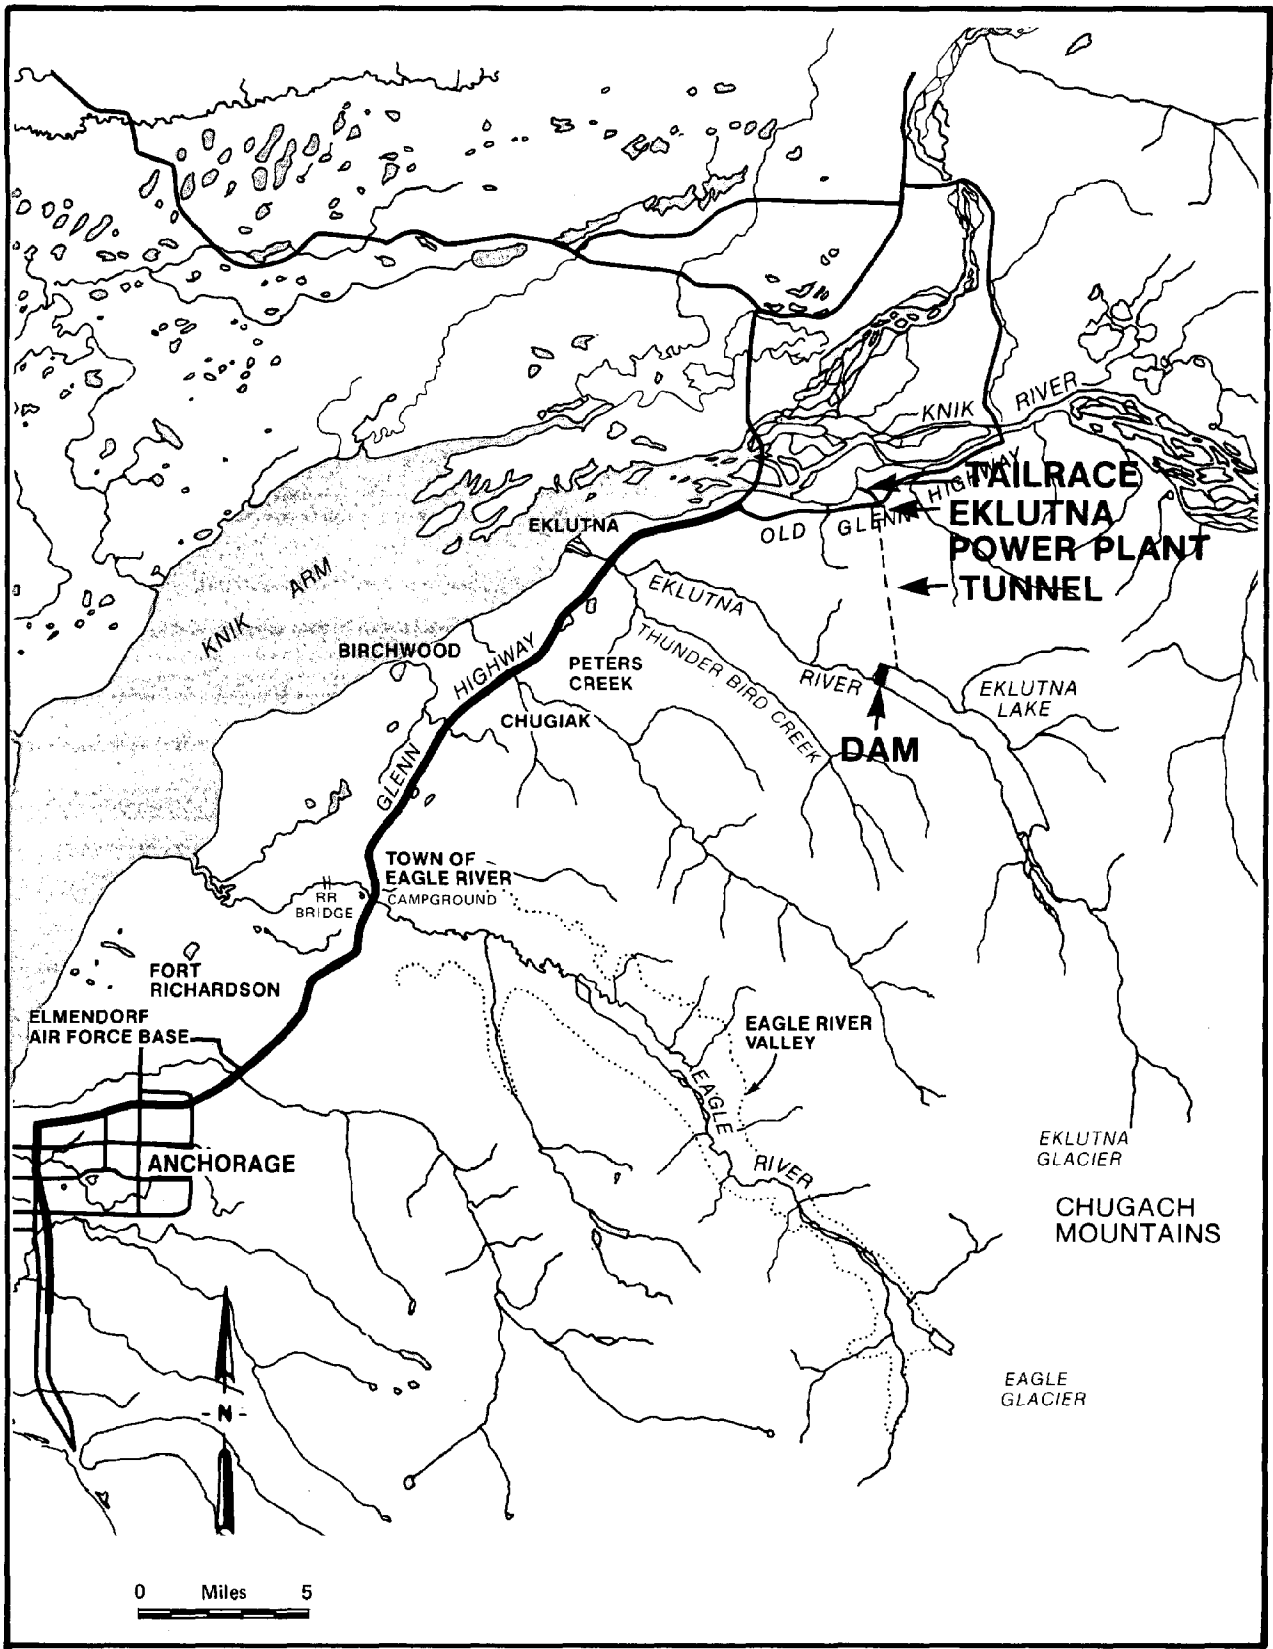 KNIK
RIVER
TAILRACE
OLD GLENN HIGHWAY
EKLUTNA
POWER PLANT
TUNNEL
EKLUTNA
KNIK ARM
EKLUTNA
RIVER
THUNDER BIRD CREEK
BIRCHWOOD
GLENN HIGHWAY
PETERS
CREEK
EKLUTNA
LAKE
CHUGIAK
DAM
TOWN OF
EAGLE RIVER
CAMPGROUND
RR
BRIDGE
FORT
RICHARDSON
ELMENDORF
AIR FORCE BASE
EAGLE RIVER
VALLEY
EAGLE
RIVER
EKLUTNA
GLACIER
ANCHORAGE
CHUGACH
MOUNTAINS
EAGLE
GLACIER
-N-
0 Miles 5